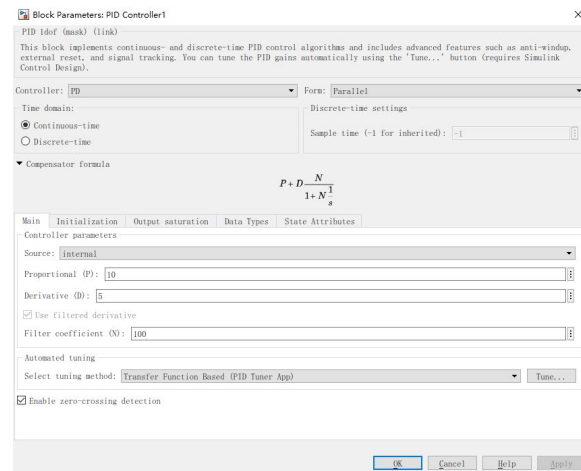 Block Parameters: PID Controller1
PID 1dof (mask) (link)
This block implements continuous- and discrete-time PID control algorithms and includes advanced features such as anti-windup,
external reset, and signal tracking. You can tune the PID gains automatically using the 'Tune...' button (requires Simulink
Control Design).
Controller: PD Form: Parallel
Time domain: Discrete-time settings
Continuous-time
Discrete-time
Sample time (-1 for inherited): -1
Compensator formula
P + D N / (1 + N 1/s)
Main Initialization Output saturation Data Types State Attributes
Controller parameters
Source: internal
Proportional (P): 10
Derivative (D): 5
Use filtered derivative
Filter coefficient (N): 100
Automated tuning
Select tuning method: Transfer Function Based (PID Tuner App) Tune...
Enable zero-crossing detection
OK Cancel Help Apply